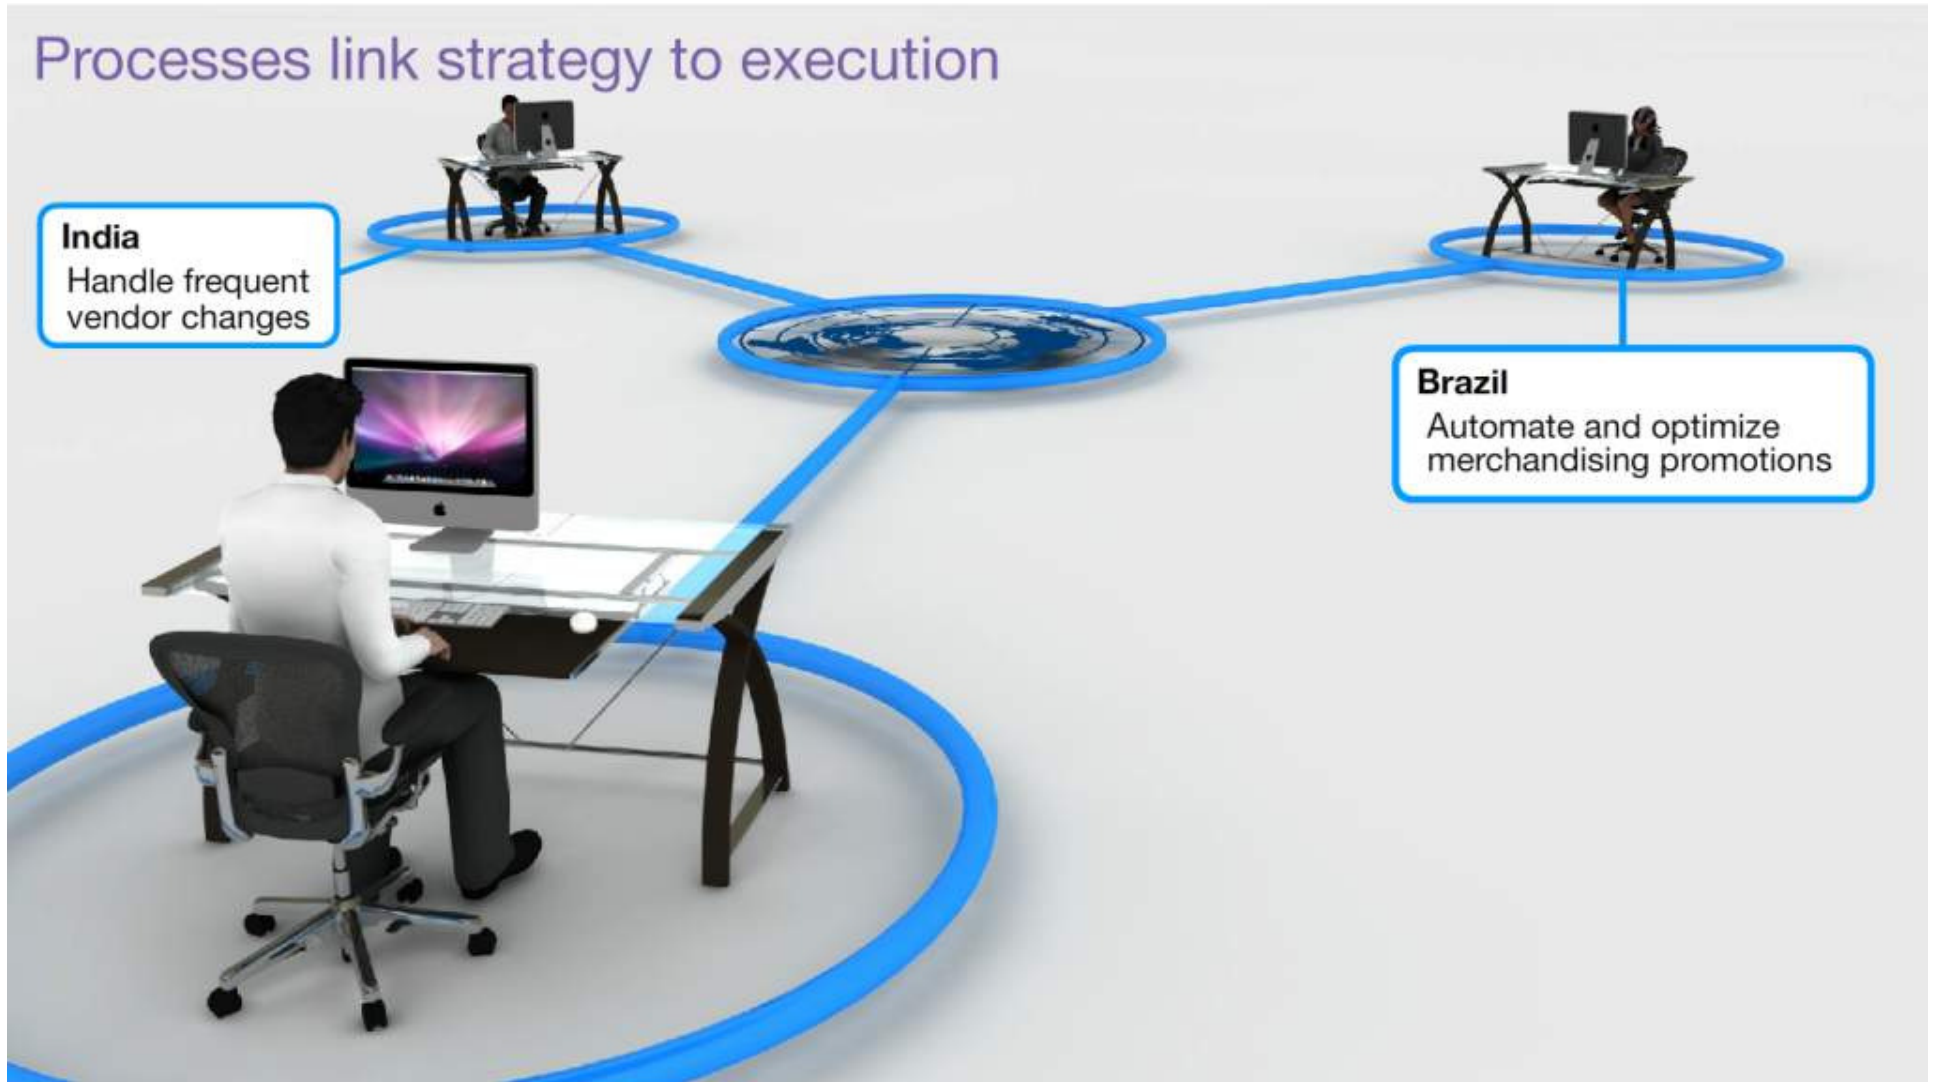 Processes link strategy to execution
India
Handle frequent
vendor changes
Brazil
Automate and optimize
merchandising promotions